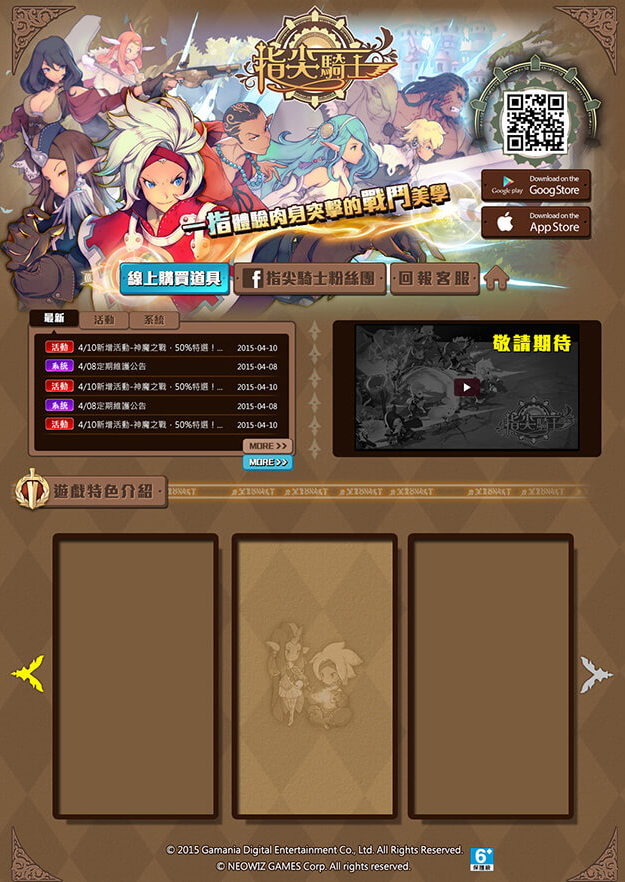 指尖騎士
一指體驗肉身突擊的戰鬥美學
Download on the
Google play
GoogStore
Download on the
App Store
線上購買道具
指尖騎士粉絲團
回報客服
最新
活動
系統
活動 4/10新增活動-神魔之戰，50%特選！... 2015-04-10
系統 4/08定期維護公告 2015-04-08
活動 4/10新增活動-神魔之戰，50%特選！... 2015-04-10
系統 4/08定期維護公告 2015-04-08
活動 4/10新增活動-神魔之戰，50%特選！... 2015-04-10
MORE >>
MORE >>
敬請期待
指尖騎士
遊戲特色介紹
© 2015 Gamania Digital Entertainment Co., Ltd. All Rights Reserved.
© NEOWIZ GAMES Corp. All rights reserved.
6+
保護級